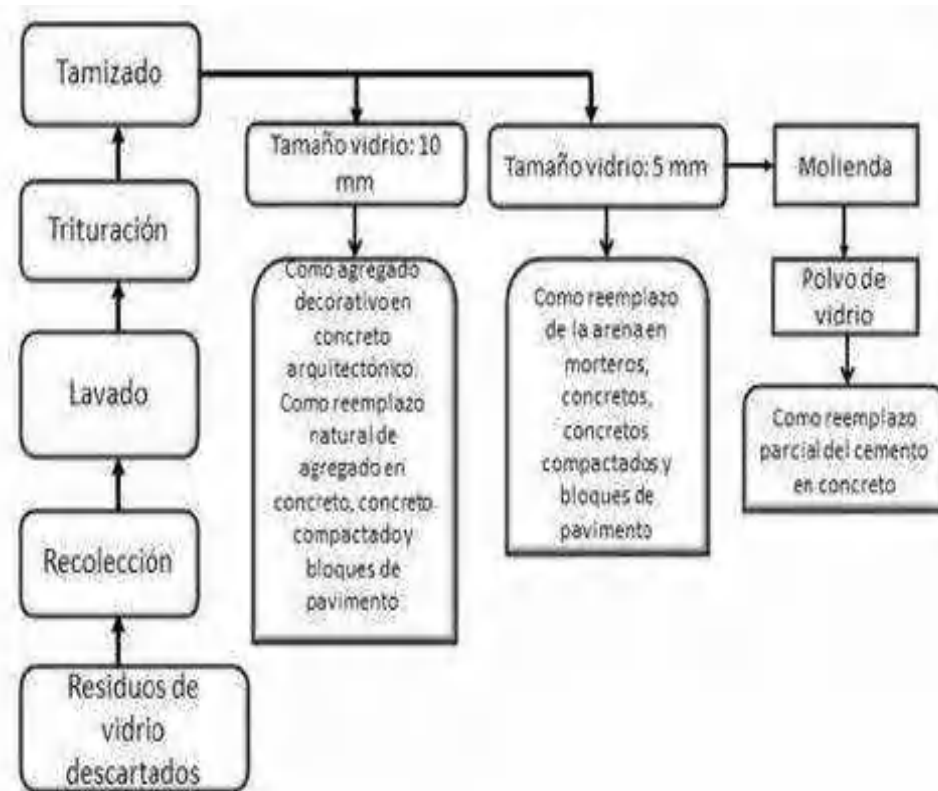 Tamizado
Trituración
Lavado
Recolección
Residuos de
vidrio
descartados
Tamaño vidrio: 10
mm
Como agregado
decorativo en
concreto
arquitectónico
Como reemplazo
natural de
agregado en
concreto, concreto
compactado y
bloques de
pavimento
Tamaño vidrio: 5 mm
Como reemplazo
de la arena en
morteros,
concretos,
concretos
compactados y
bloques de
pavimento
Molienda
Polvo de
vidrio
Como reemplazo
parcial del cemento
en concreto